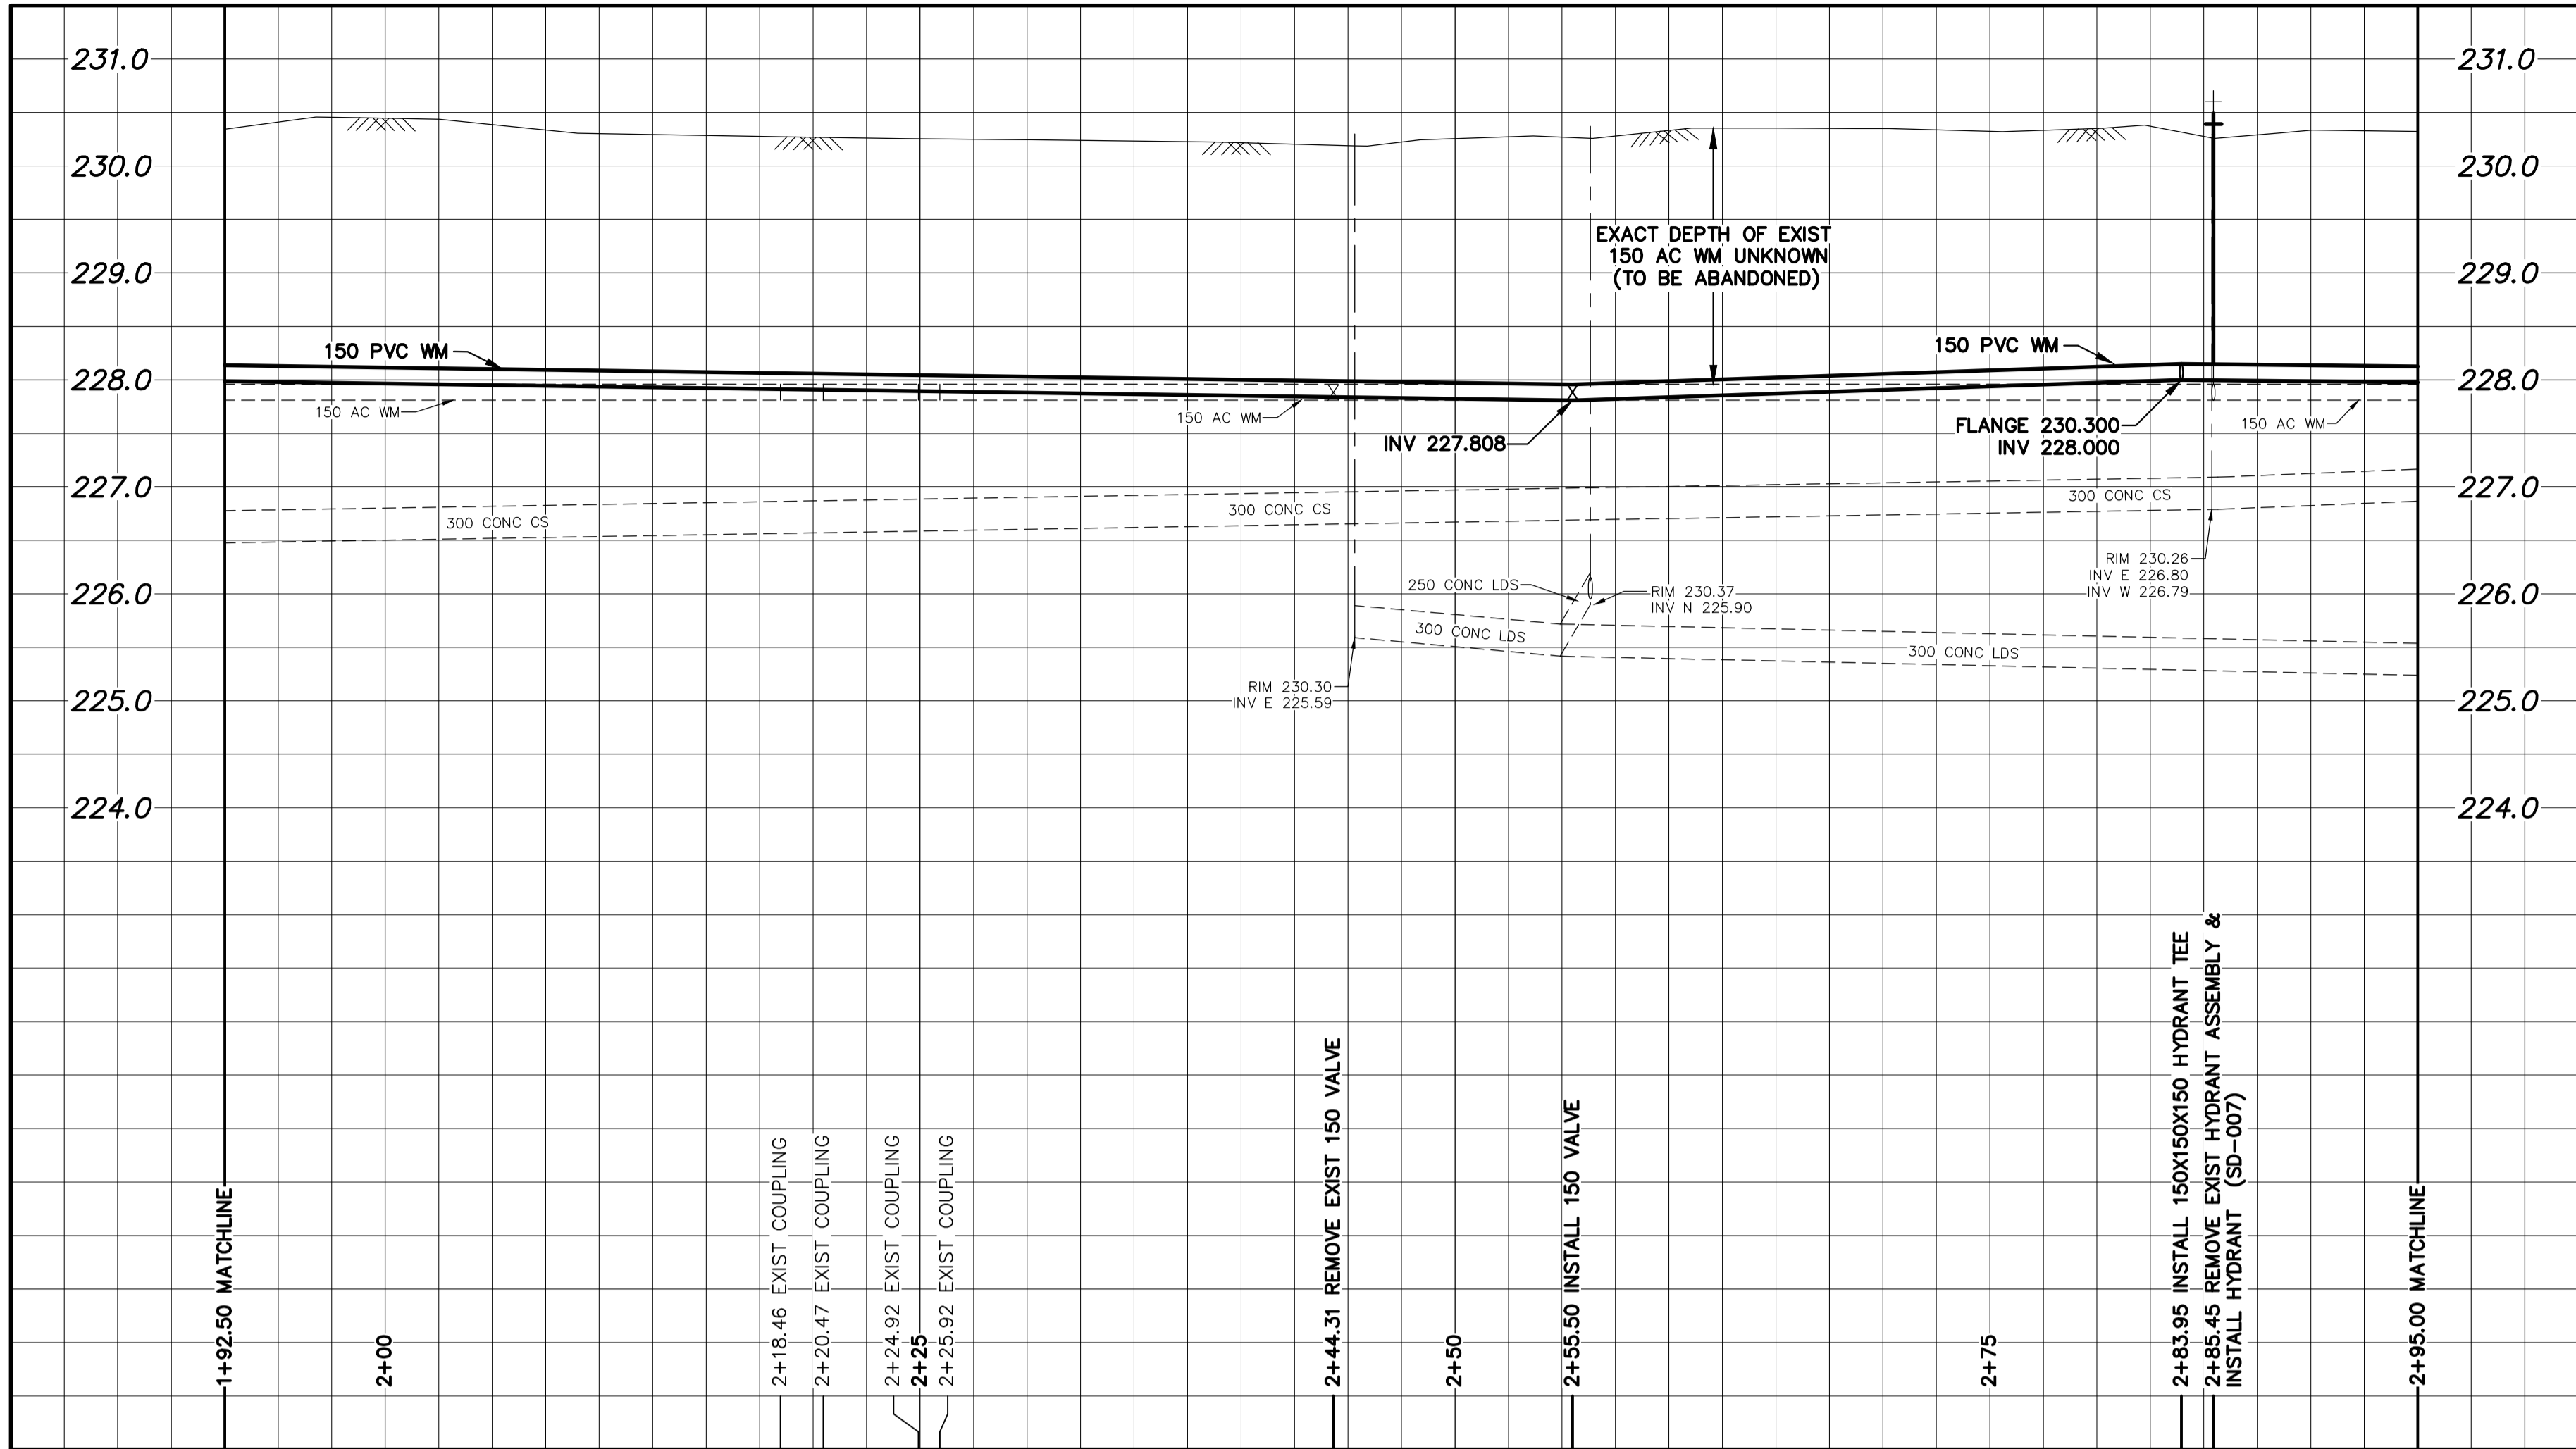 231.0
231.0
230.0
230.0
EXACT DEPTH OF EXIST
150 AC WM UNKNOWN
(TO BE ABANDONED)
229.0
229.0
150 PVC WM
150 PVC WM
228.0
228.0
150 AC WM
150 AC WM
150 AC WM
INV 227.808
FLANGE 230.300
INV 228.000
227.0
227.0
300 CONC CS
300 CONC CS
300 CONC CS
RIM 230.26
INV E 226.80
INV W 226.79
226.0
226.0
250 CONC LDS
RIM 230.37
INV N 225.90
300 CONC LDS
300 CONC LDS
RIM 230.30
INV E 225.59
225.0
225.0
224.0
224.0
1+92.50 MATCHLINE
2+00
2+18.46 EXIST COUPLING
2+20.47 EXIST COUPLING
2+24.92 EXIST COUPLING
2+25
2+25.92 EXIST COUPLING
2+44.31 REMOVE EXIST 150 VALVE
2+50
2+55.50 INSTALL 150 VALVE
2+75
2+83.95 INSTALL 150X150X150 HYDRANT TEE
2+85.45 REMOVE EXIST HYDRANT ASSEMBLY &
INSTALL HYDRANT (SD-007)
2+95.00 MATCHLINE